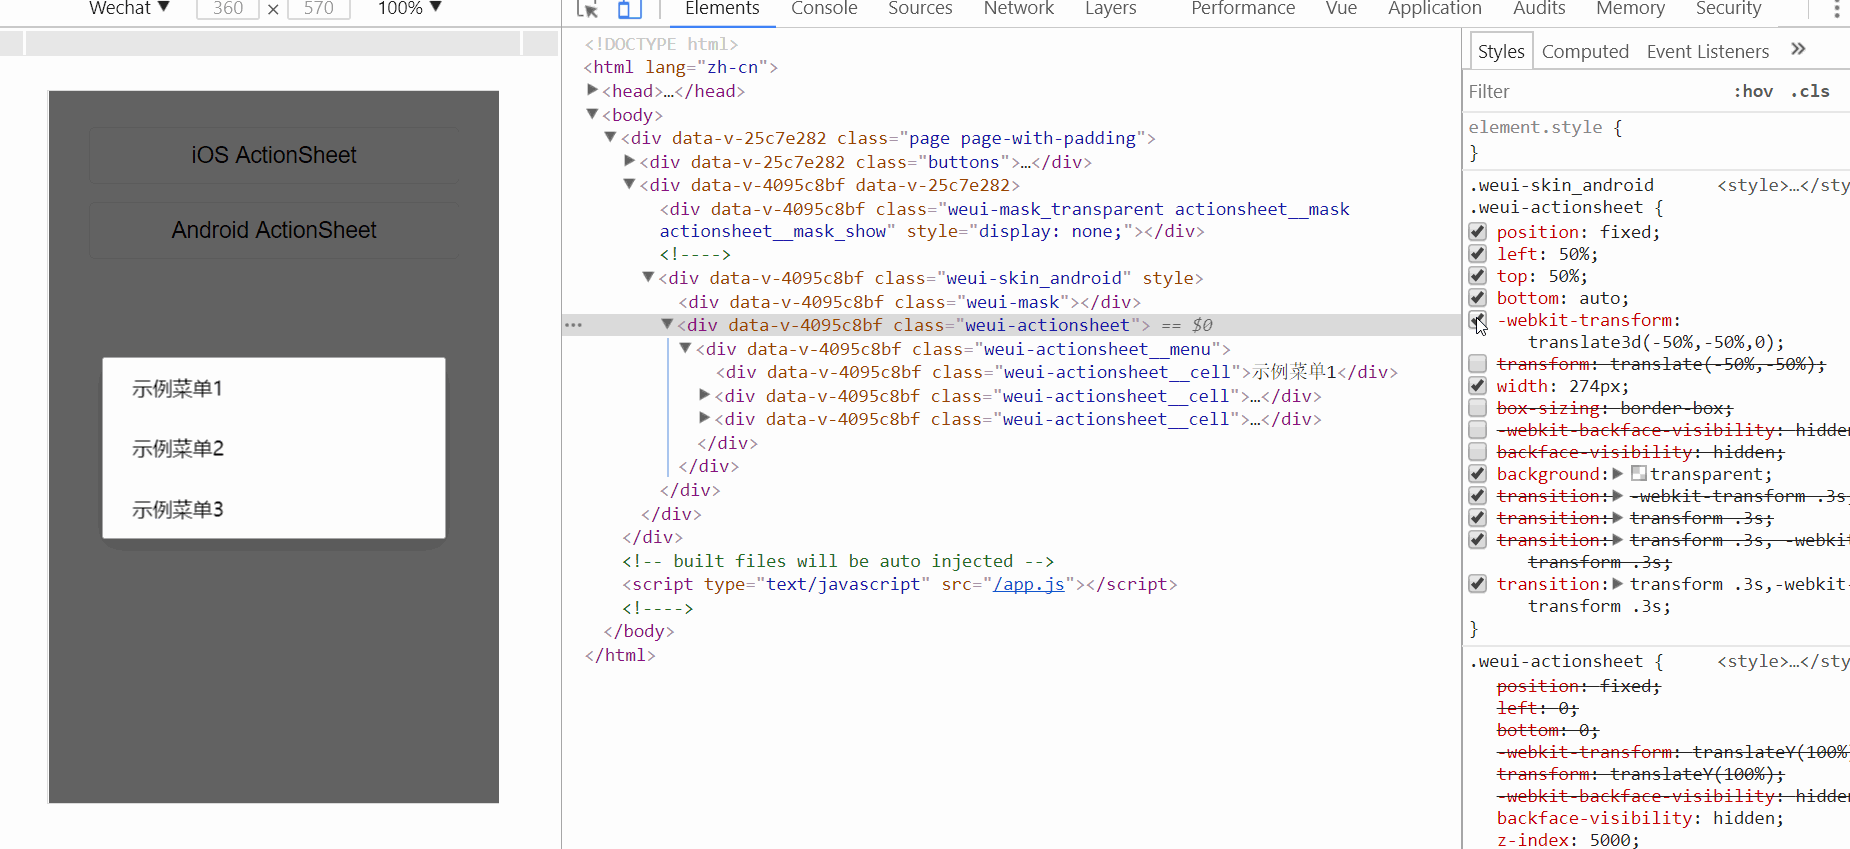 Wechat ▼ 360 × 570 100% ▼
iOS ActionSheet
Android ActionSheet
示例菜单1
示例菜单2
示例菜单3
Elements Console Sources Network Layers Performance Vue Application Audits Memory Security
<!DOCTYPE html>
<html lang="zh-cn">
▶<head>…</head>
▼<body>
▼<div data-v-25c7e282 class="page page-with-padding">
▶<div data-v-25c7e282 class="buttons">…</div>
▼<div data-v-4095c8bf data-v-25c7e282>
<div data-v-4095c8bf class="weui-mask_transparent actionsheet__mask
actionsheet__mask_show" style="display: none;"></div>
<!---->
▼<div data-v-4095c8bf class="weui-skin_android" style>
<div data-v-4095c8bf class="weui-mask"></div>
… ▼<div data-v-4095c8bf class="weui-actionsheet"> == $0
▼<div data-v-4095c8bf class="weui-actionsheet__menu">
<div data-v-4095c8bf class="weui-actionsheet__cell">示例菜单1</div>
▶<div data-v-4095c8bf class="weui-actionsheet__cell">…</div>
▶<div data-v-4095c8bf class="weui-actionsheet__cell">…</div>
</div>
</div>
</div>
</div>
</div>
<!-- built files will be auto injected -->
<script type="text/javascript" src="/app.js"></script>
<!---->
</body>
</html>
Styles Computed Event Listeners »
Filter :hov .cls
element.style {
}
.weui-skin_android <style>…</sty
.weui-actionsheet {
position: fixed;
left: 50%;
top: 50%;
bottom: auto;
-webkit-transform:
translate3d(-50%,-50%,0);
transform: translate(-50%,-50%);
width: 274px;
box-sizing: border-box;
-webkit-backface-visibility: hidden
backface-visibility: hidden;
background:▶ transparent;
transition:▶ -webkit-transform .3s
transition:▶ transform .3s;
transition:▶ transform .3s, -webki
transform .3s;
transition:▶ transform .3s,-webkit-
transform .3s;
}
.weui-actionsheet { <style>…</sty
position: fixed;
left: 0;
bottom: 0;
-webkit-transform: translateY(100%
transform: translateY(100%);
-webkit-backface-visibility: hidde
backface-visibility: hidden;
z-index: 5000;